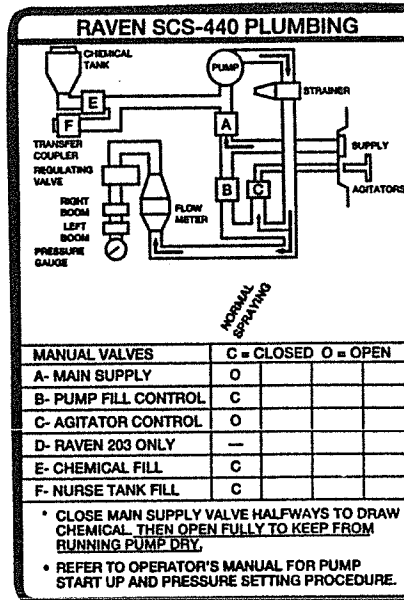 RAVEN SCS-440 PLUMBING
CHEMICAL
TANK
PUMP
STRAINER
E
F
A
TRANSFER
COUPLER
SUPPLY
REGULATING
VALVE
B
C
AGITATORS
RIGHT
BOOM
FLOW
METER
LEFT
BOOM
PRESSURE
GAUGE
NORMAL
SPRAYING
MANUAL VALVES C = CLOSED O = OPEN
A- MAIN SUPPLY O
B- PUMP FILL CONTROL C
C- AGITATOR CONTROL O
D- RAVEN 203 ONLY —
E- CHEMICAL FILL C
F- NURSE TANK FILL C
* CLOSE MAIN SUPPLY VALVE HALFWAYS TO DRAW
CHEMICAL, THEN OPEN FULLY TO KEEP FROM
RUNNING PUMP DRY.
• REFER TO OPERATOR'S MANUAL FOR PUMP
START UP AND PRESSURE SETTING PROCEDURE.